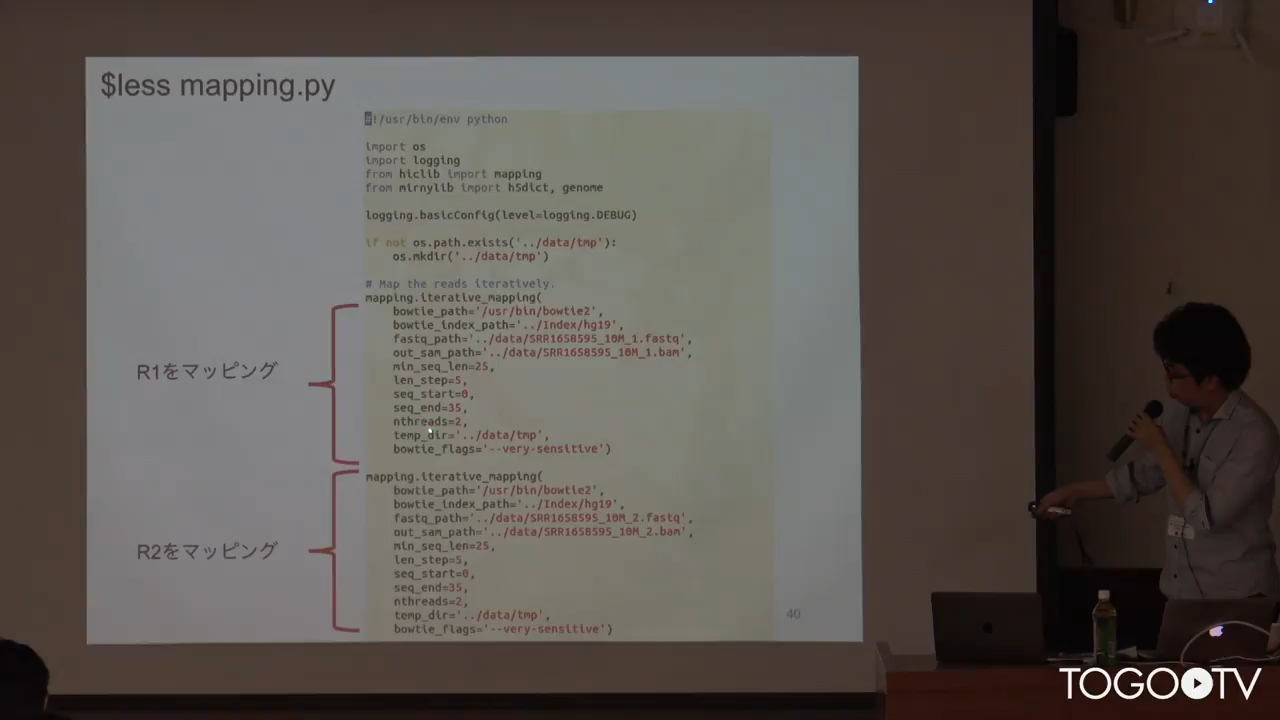 $less mapping.py
#!/usr/bin/env python
import os
import logging
from hiclib import mapping
from mirnylib import h5dict, genome
logging.basicConfig(level=logging.DEBUG)
if not os.path.exists('../data/tmp'):
os.mkdir('../data/tmp')
# Map the reads iteratively.
mapping.iterative_mapping(
bowtie_path='/usr/bin/bowtie2',
bowtie_index_path='../Index/hg19',
fastq_path='../data/SRR1658595_10M_1.fastq',
out_sam_path='../data/SRR1658595_10M_1.bam',
min_seq_len=25,
len_step=5,
seq_start=0,
seq_end=35,
nthreads=2,
temp_dir='../data/tmp',
bowtie_flags='--very-sensitive')
R1をマッピング
mapping.iterative_mapping(
bowtie_path='/usr/bin/bowtie2',
bowtie_index_path='../Index/hg19',
fastq_path='../data/SRR1658595_10M_2.fastq',
out_sam_path='../data/SRR1658595_10M_2.bam',
min_seq_len=25,
len_step=5,
seq_start=0,
seq_end=35,
nthreads=2,
temp_dir='../data/tmp',
bowtie_flags='--very-sensitive')
R2をマッピング
40
TOGOTV